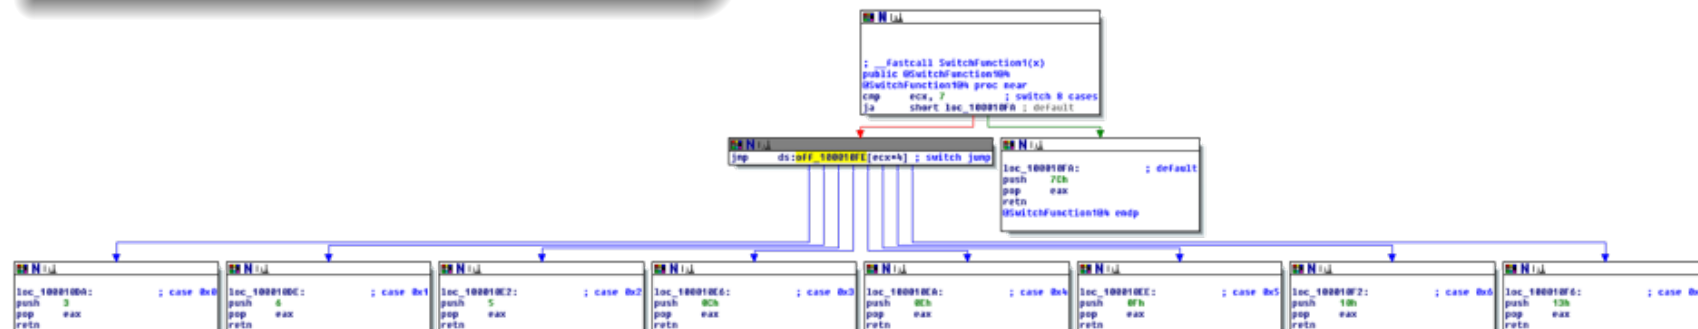 ; __fastcall SwitchFunction1(x)
public @SwitchFunction1@4
@SwitchFunction1@4 proc near
cmp ecx, 7 ; switch 8 cases
ja short loc_100010FA ; default
jmp ds:off_100010FE[ecx*4] ; switch jump
loc_100010FA: ; default
push 7Ch
pop eax
retn
@SwitchFunction1@4 endp
loc_100010DA: ; case 0x0
push 3
pop eax
retn
loc_100010DE: ; case 0x1
push 6
pop eax
retn
loc_100010E2: ; case 0x2
push 5
pop eax
retn
loc_100010E6: ; case 0x3
push 0Ch
pop eax
retn
loc_100010EA: ; case 0x4
push 0Eh
pop eax
retn
loc_100010EE: ; case 0x5
push 0Fh
pop eax
retn
loc_100010F2: ; case 0x6
push 10h
pop eax
retn
loc_100010F6: ; case
push 13h
pop eax
retn